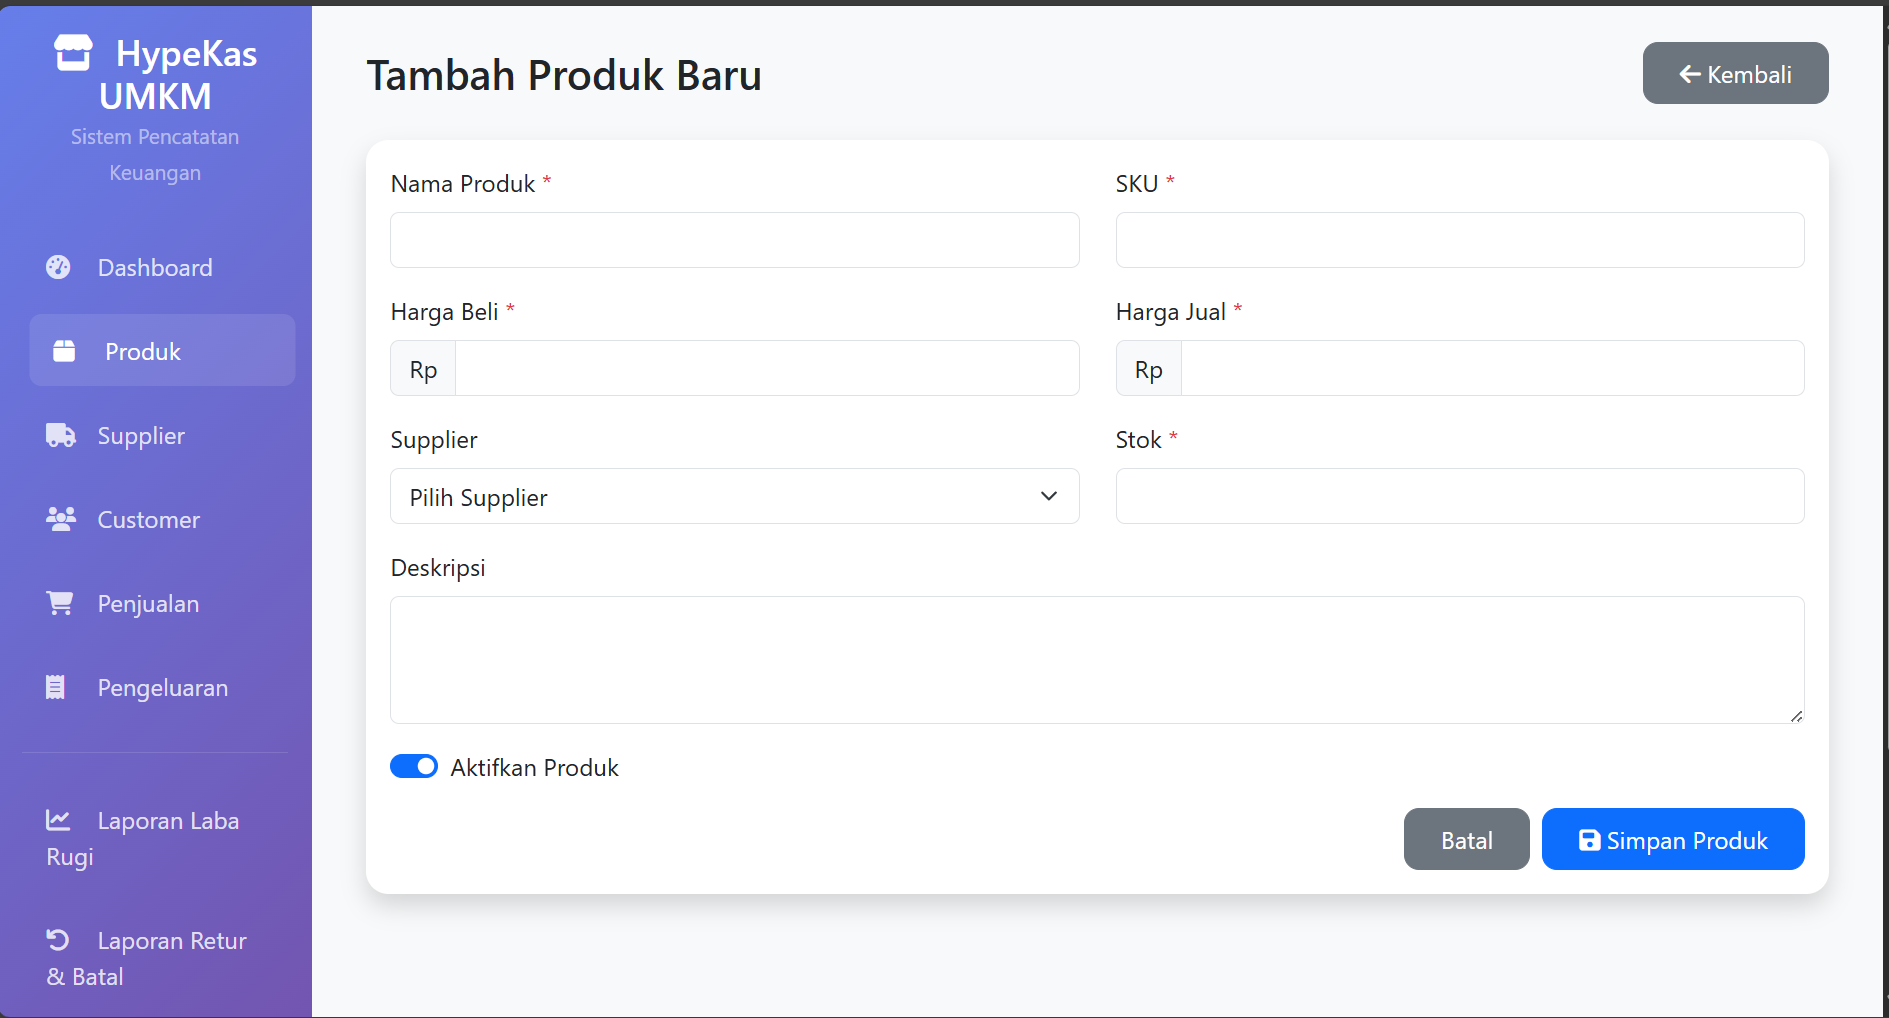 HypeKas
UMKM
Sistem Pencatatan
Keuangan
Dashboard
Produk
Supplier
Customer
Penjualan
Pengeluaran
Laporan Laba
Rugi
Laporan Retur
& Batal
Tambah Produk Baru
Kembali
Nama Produk *
SKU *
Harga Beli *
Harga Jual *
Rp
Rp
Supplier
Stok *
Pilih Supplier
Deskripsi
Aktifkan Produk
Batal
Simpan Produk